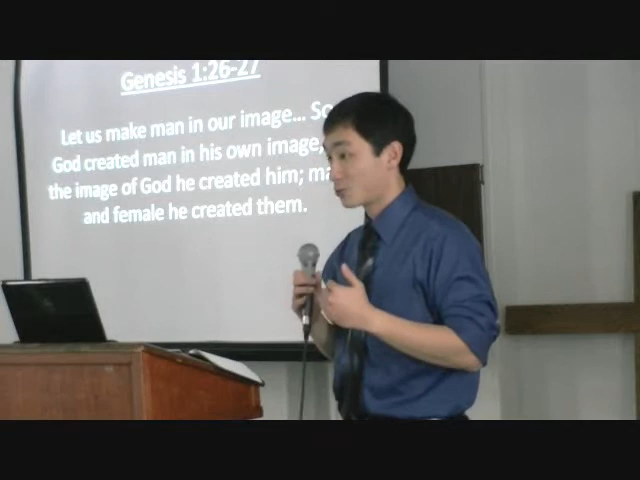 Genesis 1:26-27
Let us make man in our image... So
God created man in his own image,
the image of God he created him;
and female he created them.